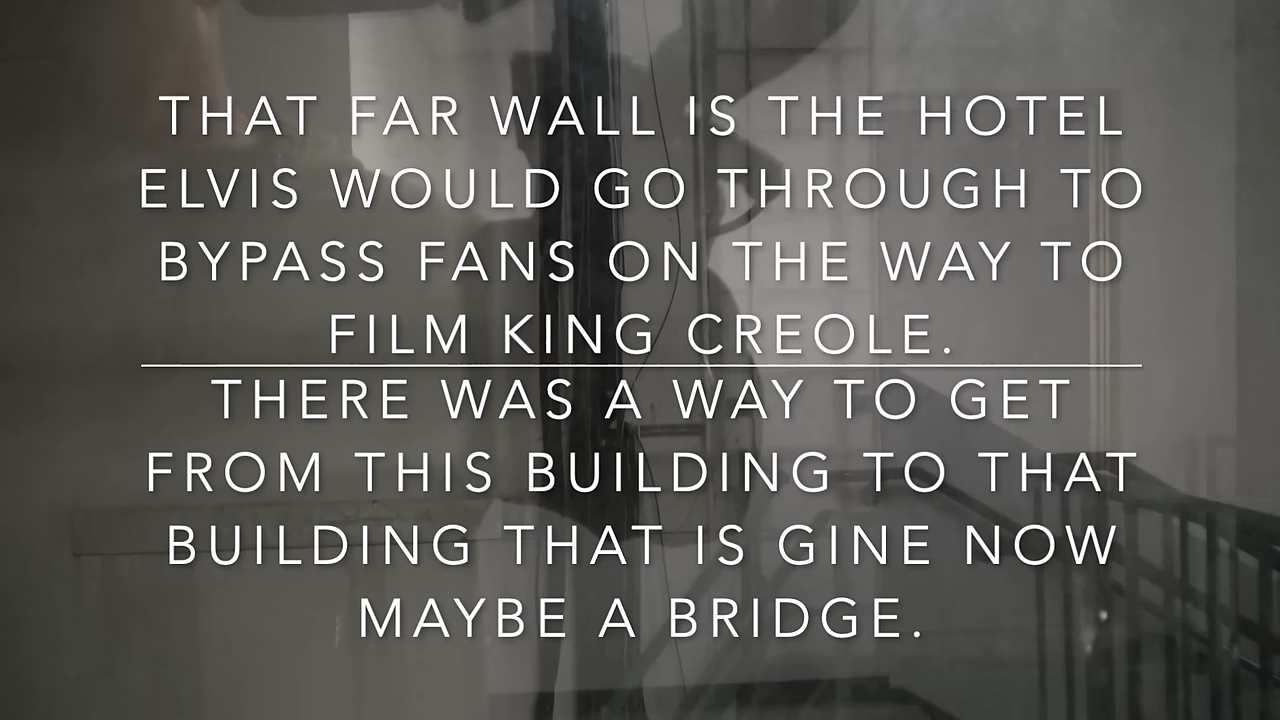 THAT FAR WALL IS THE HOTEL
ELVIS WOULD GO THROUGH TO
BYPASS FANS ON THE WAY TO
FILM KING CREOLE.
THERE WAS A WAY TO GET
FROM THIS BUILDING TO THAT
BUILDING THAT IS GINE NOW
MAYBE A BRIDGE.